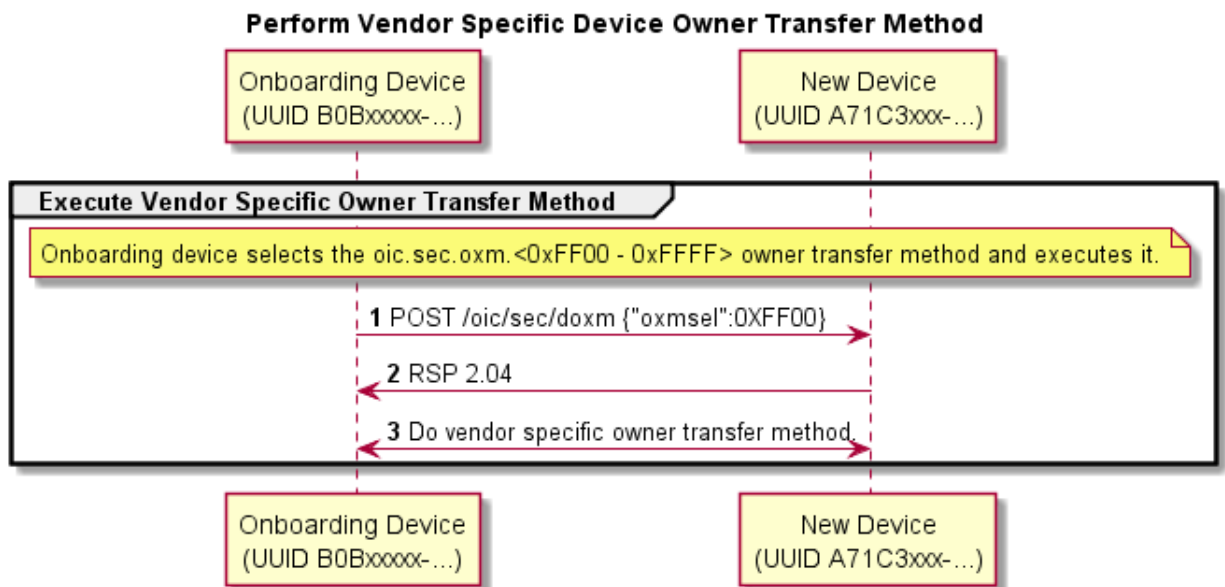 Perform Vendor Specific Device Owner Transfer Method
Onboarding Device
(UUID B0Bxxxxx-...)
New Device
(UUID A71C3xxx-...)
Execute Vendor Specific Owner Transfer Method
Onboarding device selects the oic.sec.oxm.<0xFF00 - 0xFFFF> owner transfer method and executes it.
1 POST /oic/sec/doxm {"oxmsel":0XFF00}
2 RSP 2.04
3 Do vendor specific owner transfer method.
Onboarding Device
(UUID B0Bxxxxx-...)
New Device
(UUID A71C3xxx-...)